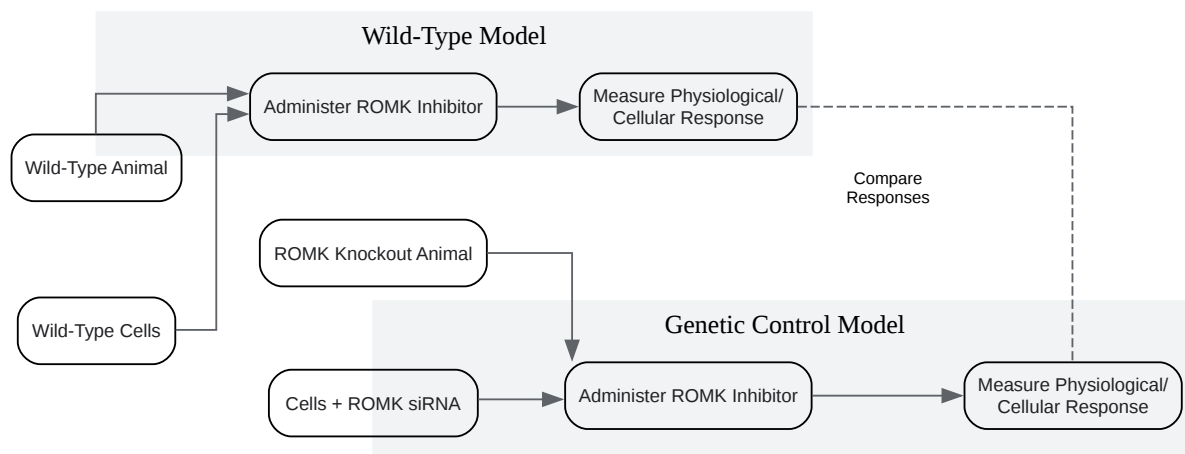 Wild-Type Model
Administer ROMK Inhibitor
Measure Physiological/
Cellular Response
Wild-Type Animal
Compare
Responses
ROMK Knockout Animal
Wild-Type Cells
Genetic Control Model
Cells + ROMK siRNA
Administer ROMK Inhibitor
Measure Physiological/
Cellular Response